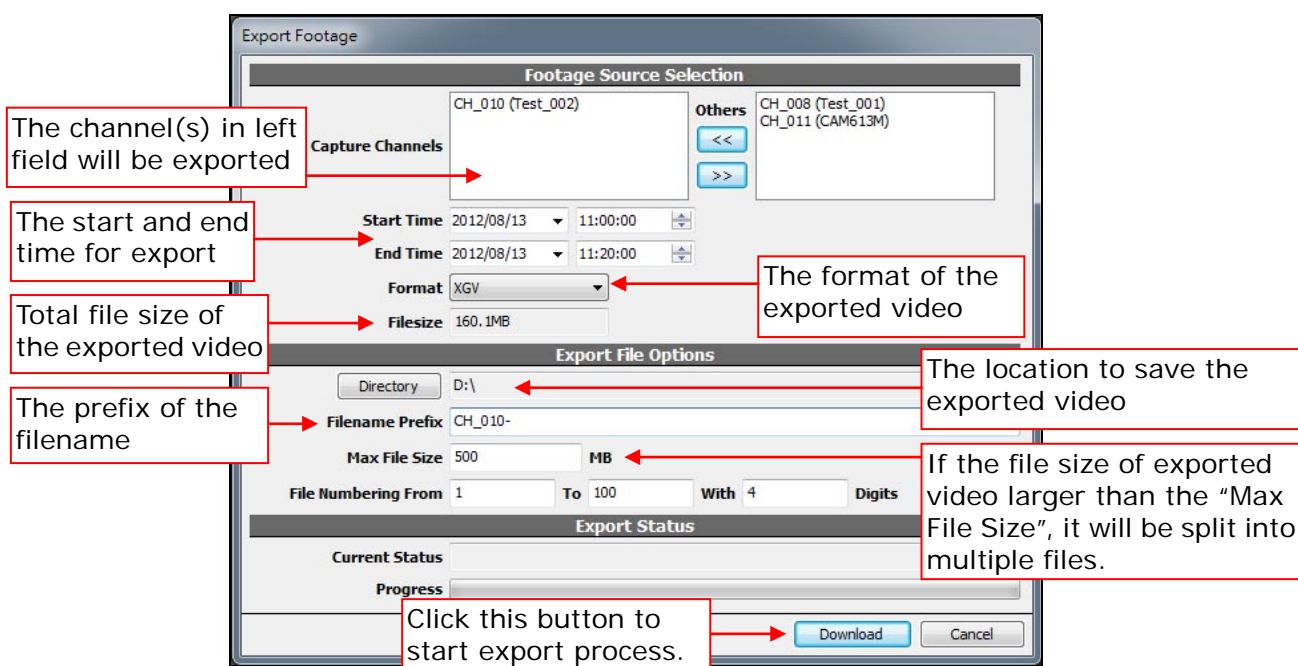 Export Footage
Footage Source Selection
The channel(s) in left
field will be exported
Capture Channels
CH_010 (Test_002)
Others
<<
>>
CH_008 (Test_001)
CH_011 (CAM613M)
The start and end
time for export
Start Time 2012/08/13 11:00:00
End Time 2012/08/13 11:20:00
Format XGV
The format of the
exported video
Total file size of
the exported video
Filesize 160.1MB
Export File Options
Directory D:\
The location to save the
exported video
The prefix of the
filename
Filename Prefix CH_010-
Max File Size 500 MB
If the file size of exported
video larger than the “Max
File Size”, it will be split into
multiple files.
File Numbering From 1 To 100 With 4 Digits
Export Status
Current Status
Progress
Click this button to
start export process.
Download Cancel